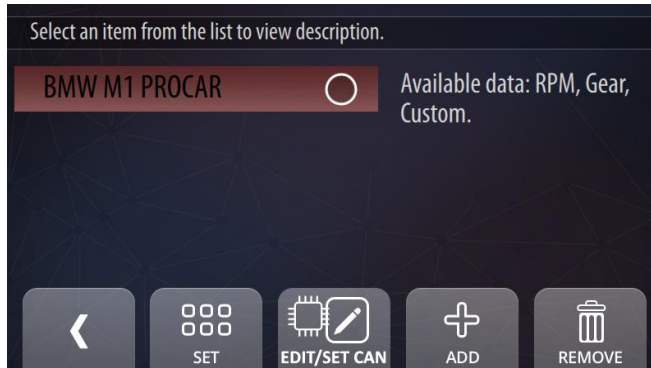 Select an item from the list to view description.
BMW M1 PROCAR
Available data: RPM, Gear,
Custom.
SET
EDIT/SET CAN
ADD
REMOVE